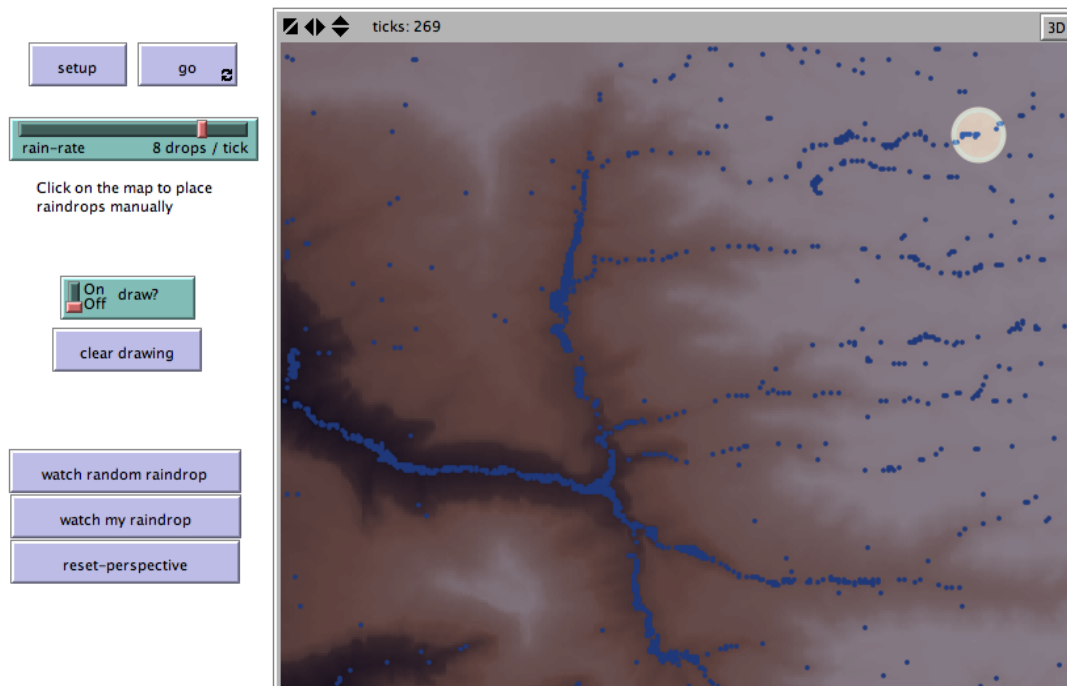 ticks: 269
3D
setup
go
rain-rate 8 drops / tick
Click on the map to place
raindrops manually
On
Off draw?
clear drawing
watch random raindrop
watch my raindrop
reset-perspective